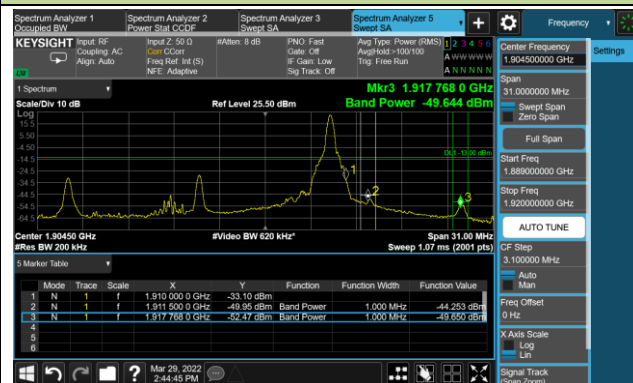 Spectrum Analyzer 1
Occupied BW
Spectrum Analyzer 2
Power Stat CCDF
Spectrum Analyzer 3
Swept SA
Spectrum Analyzer 5
Swept SA
+
Frequency
KEYSIGHT
Input: RF
Coupling: AC
Align: Auto
Input Z: 50 Ω
Corr CCorr
Freq Ref: Int (S)
NFE: Adaptive
#Atten: 8 dB
PNO: Fast
Gate: Off
IF Gain: Low
Sig Track: Off
Avg Type: Power (RMS)
Avg|Hold:>100/100
Trig: Free Run
1 2 3 4 5 6
A W W W W W
A N N N N N
1 Spectrum
Scale/Div 10 dB
Log
Ref Level 25.50 dBm
Mkr3 1.917 768 0 GHz
Band Power -49.644 dBm
15.5
5.50
-4.50
-14.5
-24.5
-34.5
-44.5
-54.5
-64.5
DL1 -13.00 dBm
1
2
3
Center 1.90450 GHz
#Res BW 200 kHz
#Video BW 620 kHz*
Span 31.00 MHz
Sweep 1.07 ms (2001 pts)
5 Marker Table
Mode Trace Scale X Y Function Function Width Function Value
1 N 1 f 1.910 000 0 GHz -33.10 dBm
2 N 1 f 1.911 500 0 GHz -49.95 dBm Band Power 1.000 MHz -44.253 dBm
3 N 1 f 1.917 768 0 GHz -52.47 dBm Band Power 1.000 MHz -49.650 dBm
4
5
6
Mar 29, 2022
2:44:45 PM
Center Frequency
1.904500000 GHz
Settings
Span
31.0000000 MHz
Swept Span
Zero Span
Full Span
Start Freq
1.889000000 GHz
Stop Freq
1.920000000 GHz
AUTO TUNE
CF Step
3.100000 MHz
Auto
Man
Freq Offset
0 Hz
X Axis Scale
Log
Lin
Signal Track
(Span Zoom)